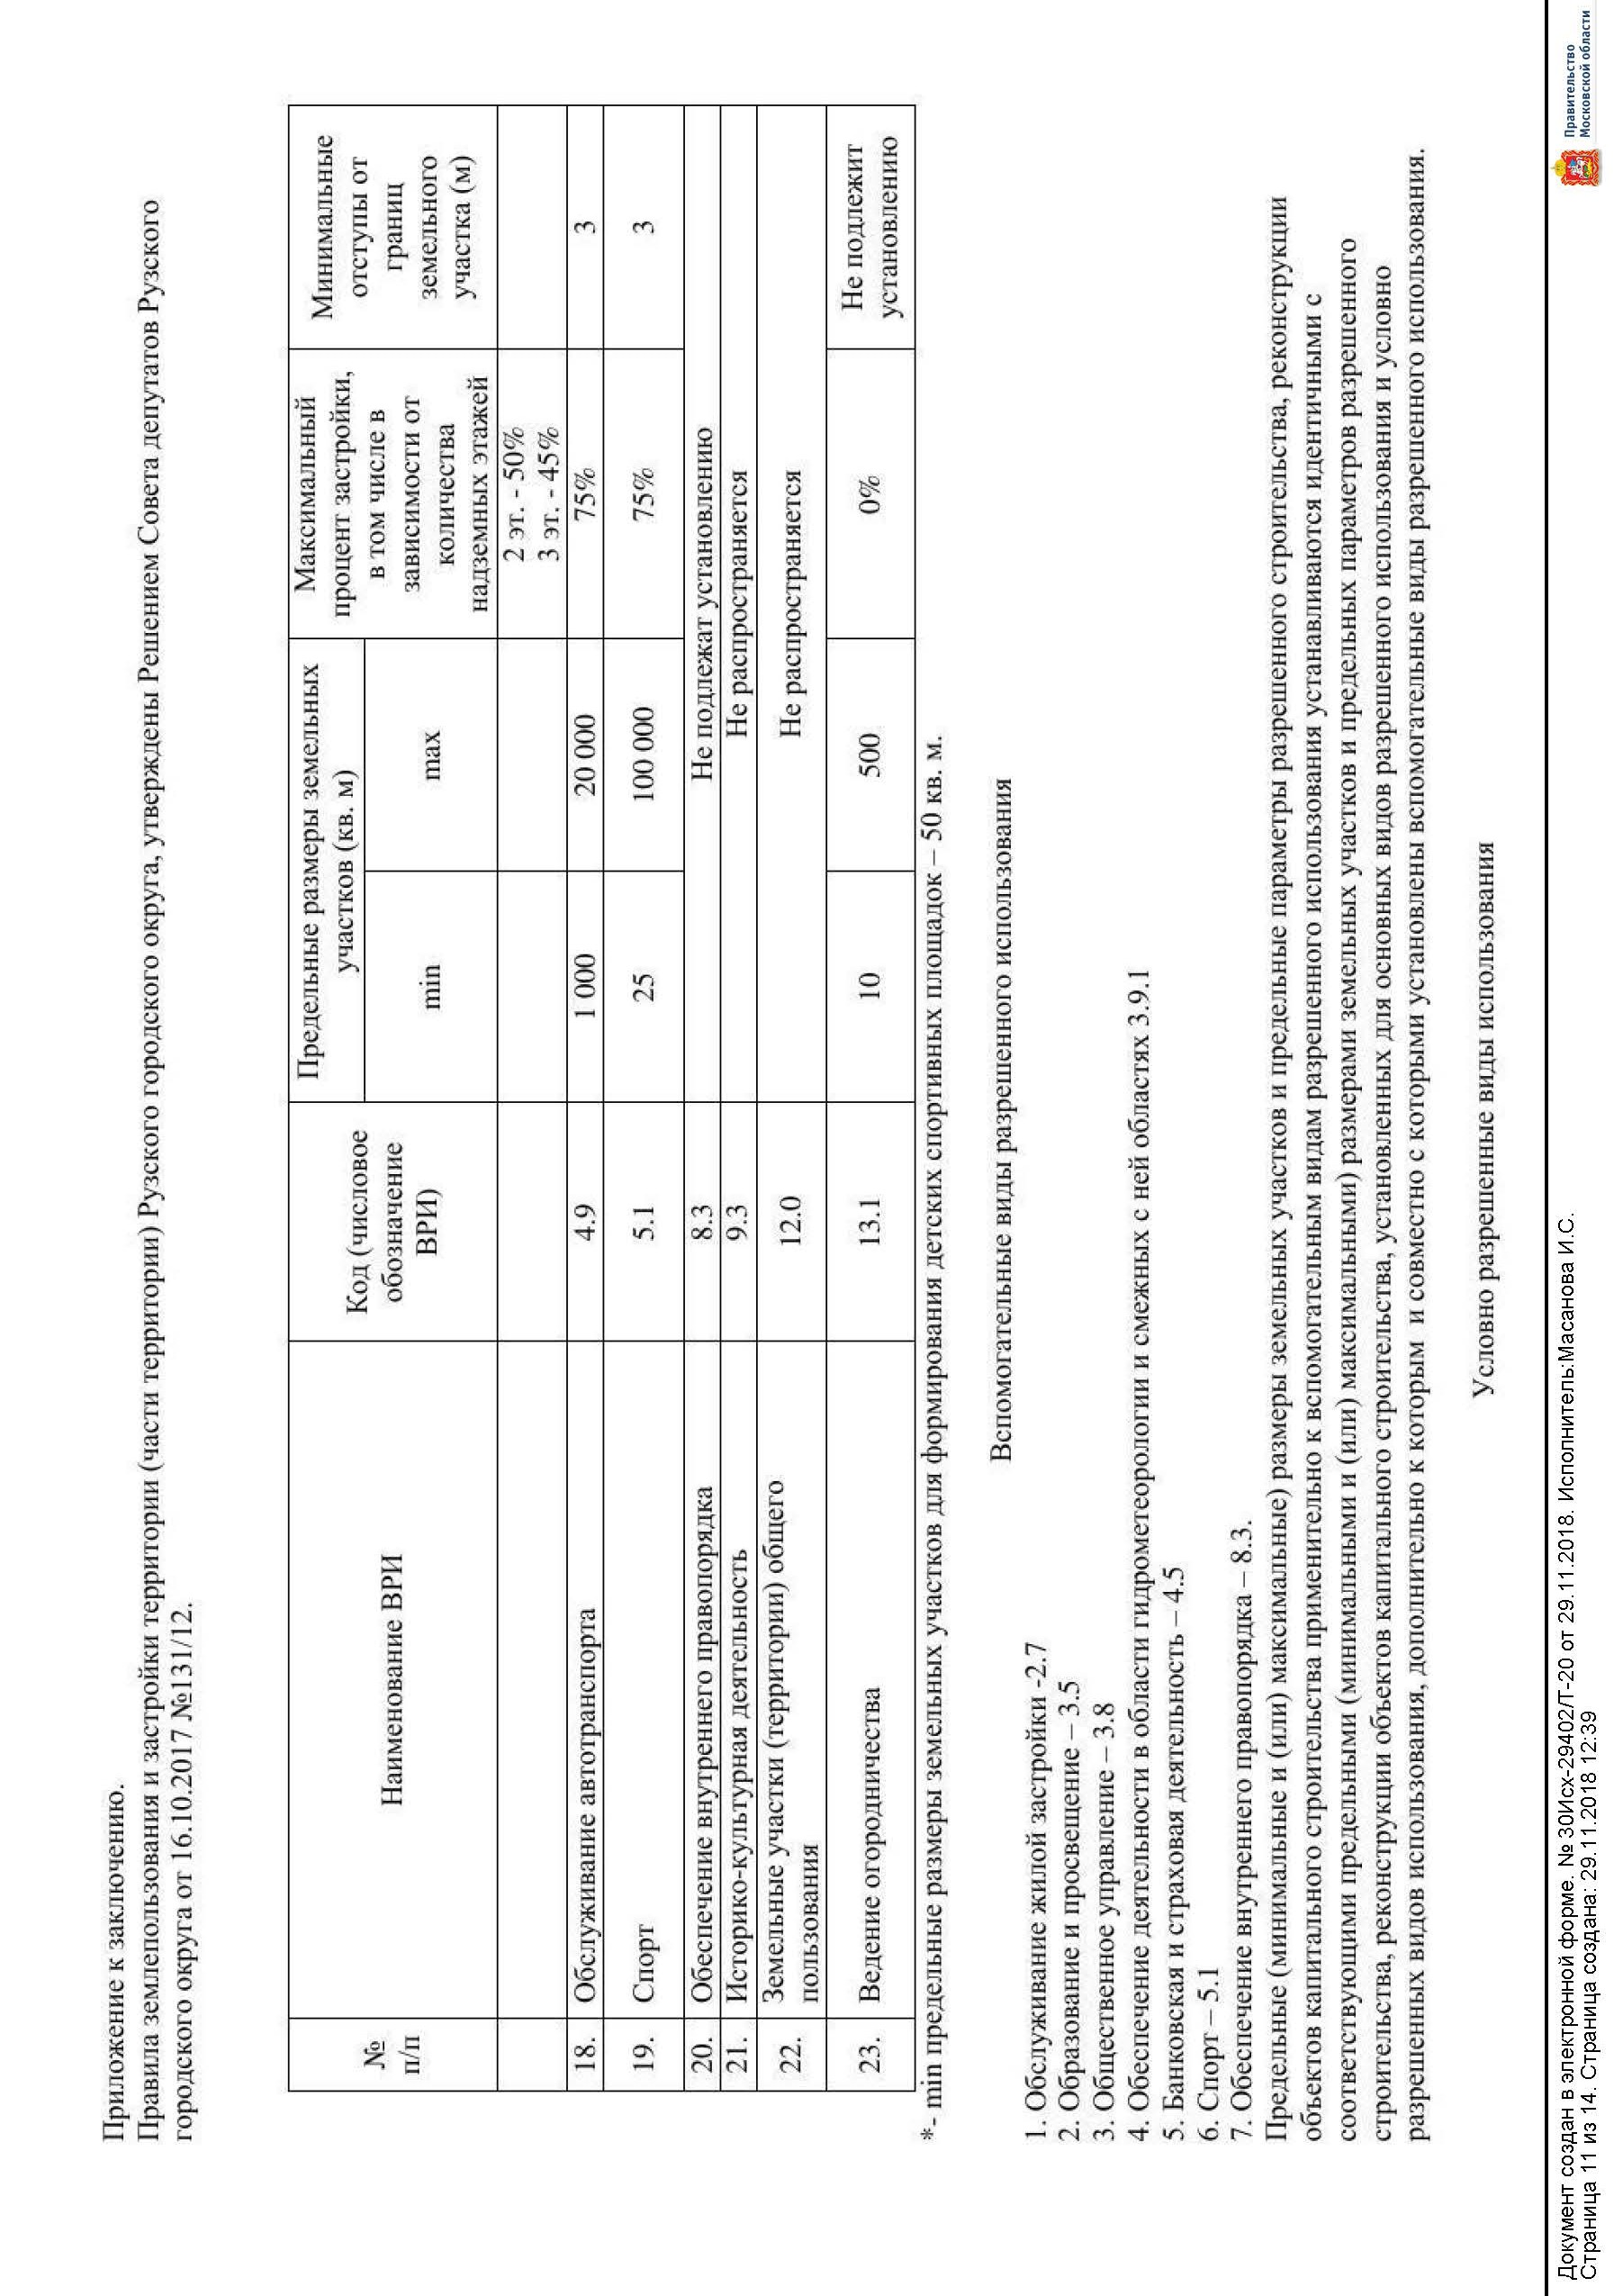 Приложение к заключению.
Правила землепользования и застройки территории (части территории) Рузского городского округа, утверждены Решением Совета депутатов Рузского
городского округа от 16.10.2017 №131/12.
№
п/п
Наименование ВРИ
Код (числовое
обозначение
ВРИ)
Предельные размеры земельных
участков (кв. м)
min
max
Максимальный
процент застройки,
в том числе в
зависимости от
количества
надземных этажей
Минимальные
отступы от
границ
земельного
участка (м)
2 эт. - 50%
3 эт. - 45%
18. Обслуживание автотранспорта 4.9 1 000 20 000 75% 3
19. Спорт 5.1 25 100 000 75% 3
20. Обеспечение внутреннего правопорядка 8.3 Не подлежат установлению
21. Историко-культурная деятельность 9.3 Не распространяется
22. Земельные участки (территории) общего
пользования
12.0 Не распространяется
23. Ведение огородничества 13.1 10 500 0% Не подлежит
установлению
*- min предельные размеры земельных участков для формирования детских спортивных площадок – 50 кв. м.
Вспомогательные виды разрешенного использования
1. Обслуживание жилой застройки -2.7
2. Образование и просвещение – 3.5
3. Общественное управление – 3.8
4. Обеспечение деятельности в области гидрометеорологии и смежных с ней областях 3.9.1
5. Банковская и страховая деятельность – 4.5
6. Спорт – 5.1
7. Обеспечение внутреннего правопорядка – 8.3.
Предельные (минимальные и (или) максимальные) размеры земельных участков и предельные параметры разрешенного строительства, реконструкции
объектов капитального строительства применительно к вспомогательным видам разрешенного использования устанавливаются идентичными с
соответствующими предельными (минимальными и (или) максимальными) размерами земельных участков и предельных параметров разрешенного
строительства, реконструкции объектов капитального строительства, установленных для основных видов разрешенного использования и условно
разрешенных видов использования, дополнительно к которым и совместно с которыми установлены вспомогательные виды разрешенного использования.
Условно разрешенные виды использования
Документ создан в электронной форме. № 30Исх-29402/Т-20 от 29.11.2018. Исполнитель:Масанова И.С.
Страница 11 из 14. Страница создана: 29.11.2018 12:39
Правительство
Московской области